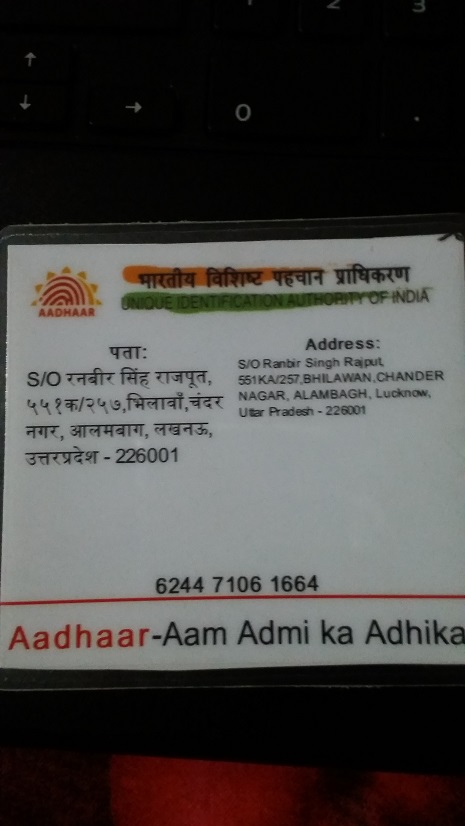 2
3
↑
↓
→
0
.
भारतीय विशिष्ट पहचान प्राधिकरण
UNIQUE IDENTIFICATION AUTHORITY OF INDIA
AADHAAR
पता:
S/O रनबीर सिंह राजपूत,
५५१क/२५७,भिलावाँ,चंदर
नगर, आलमबाग, लखनऊ,
उत्तरप्रदेश - 226001
Address:
S/O Ranbir Singh Rajput,
551KA/257,BHILAWAN,CHANDER
NAGAR, ALAMBAGH, Lucknow,
Uttar Pradesh - 226001
6244 7106 1664
Aadhaar-Aam Admi ka Adhika